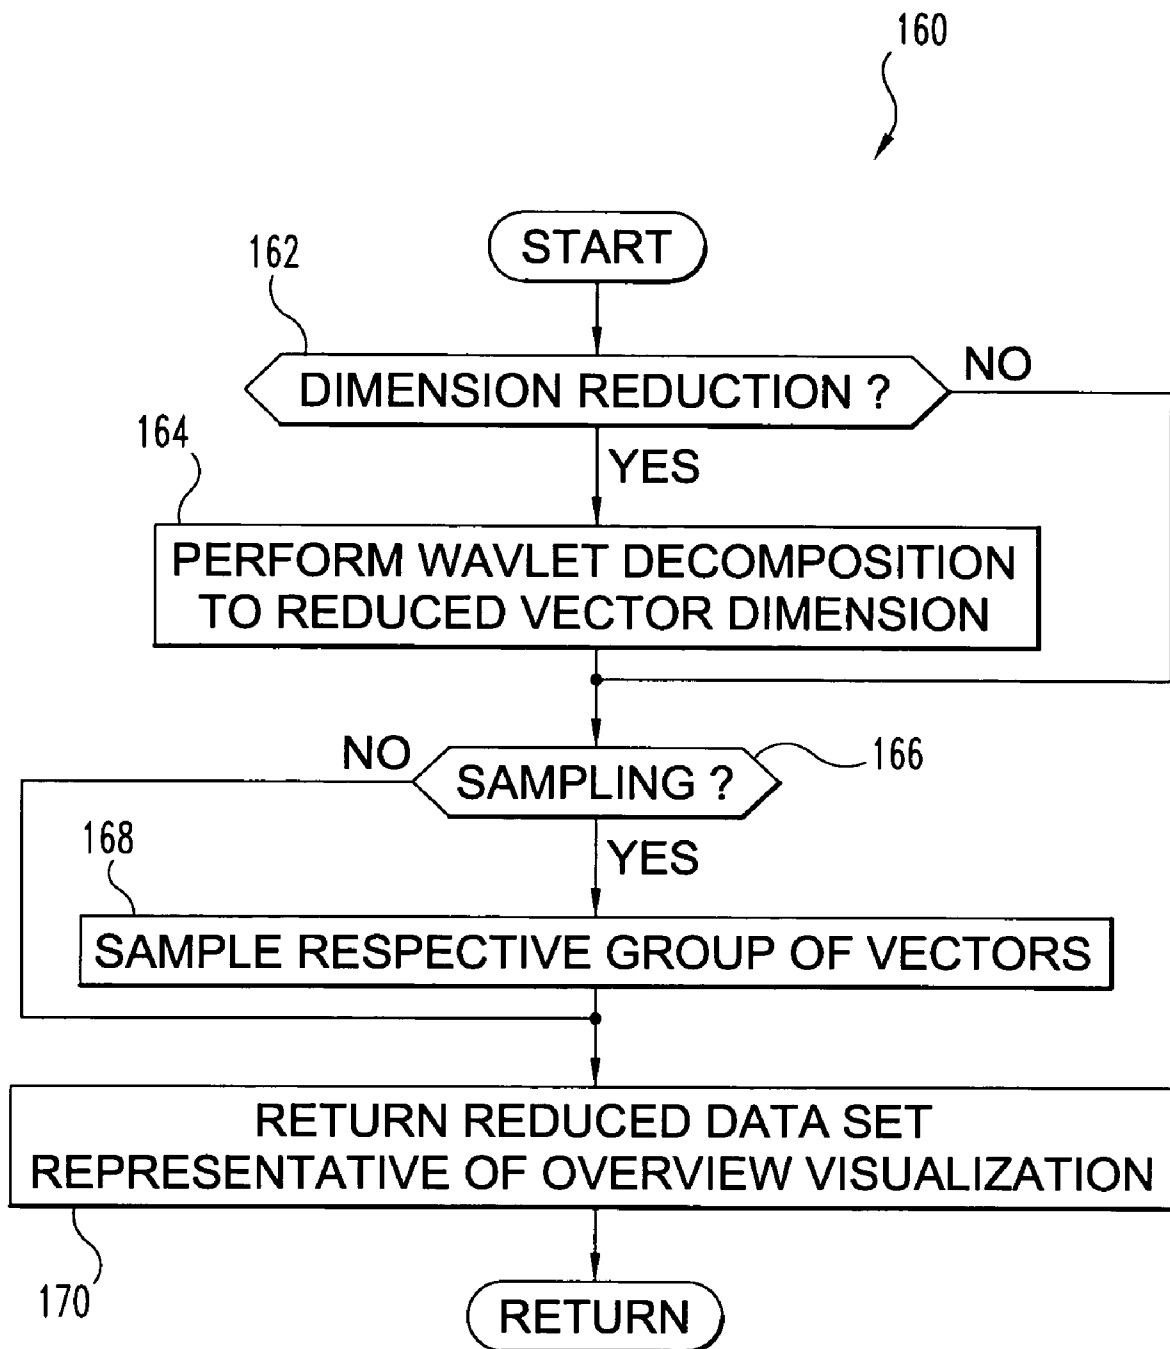 160
START
162
DIMENSION REDUCTION ?
NO
164
YES
PERFORM WAVLET DECOMPOSITION
TO REDUCED VECTOR DIMENSION
NO
SAMPLING ?
166
168
YES
SAMPLE RESPECTIVE GROUP OF VECTORS
RETURN REDUCED DATA SET
REPRESENTATIVE OF OVERVIEW VISUALIZATION
170
RETURN